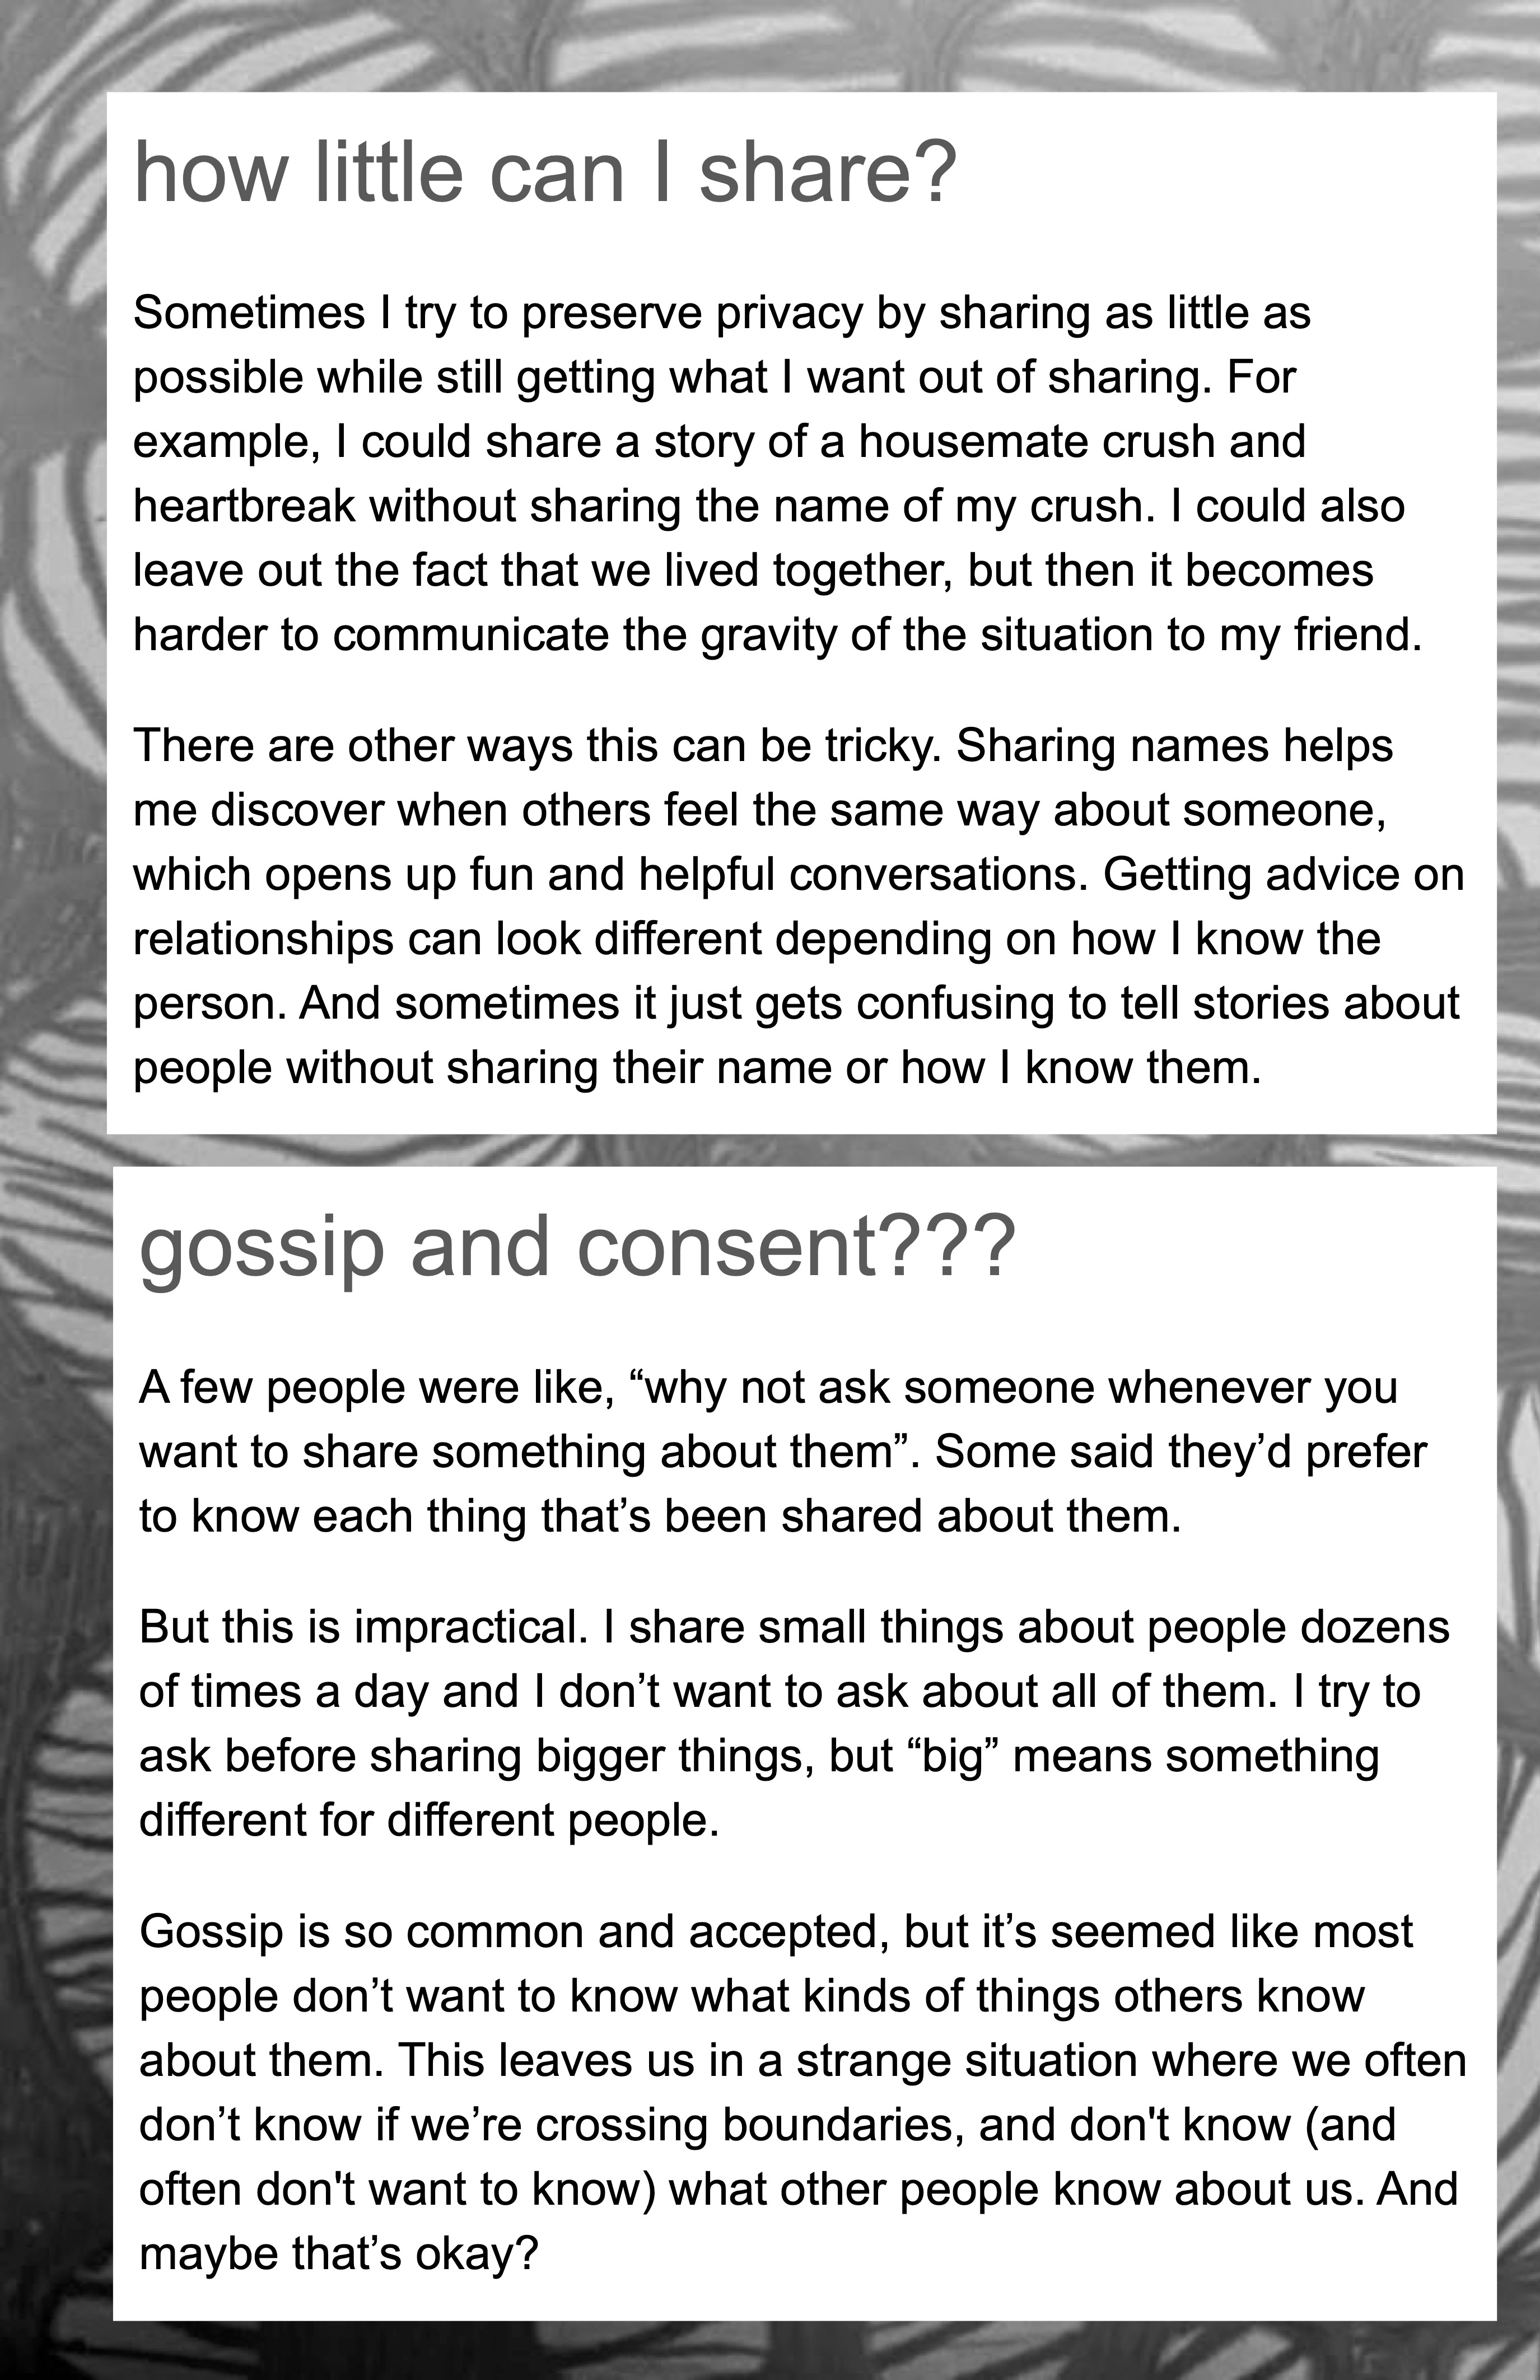 how little can I share?
Sometimes I try to preserve privacy by sharing as little as
possible while still getting what I want out of sharing. For
example, I could share a story of a housemate crush and
heartbreak without sharing the name of my crush. I could also
leave out the fact that we lived together, but then it becomes
harder to communicate the gravity of the situation to my friend.
There are other ways this can be tricky. Sharing names helps
me discover when others feel the same way about someone,
which opens up fun and helpful conversations. Getting advice on
relationships can look different depending on how I know the
person. And sometimes it just gets confusing to tell stories about
people without sharing their name or how I know them.
gossip and consent???
A few people were like, “why not ask someone whenever you
want to share something about them”. Some said they’d prefer
to know each thing that’s been shared about them.
But this is impractical. I share small things about people dozens
of times a day and I don’t want to ask about all of them. I try to
ask before sharing bigger things, but “big” means something
different for different people.
Gossip is so common and accepted, but it’s seemed like most
people don’t want to know what kinds of things others know
about them. This leaves us in a strange situation where we often
don’t know if we’re crossing boundaries, and don't know (and
often don't want to know) what other people know about us. And
maybe that’s okay?